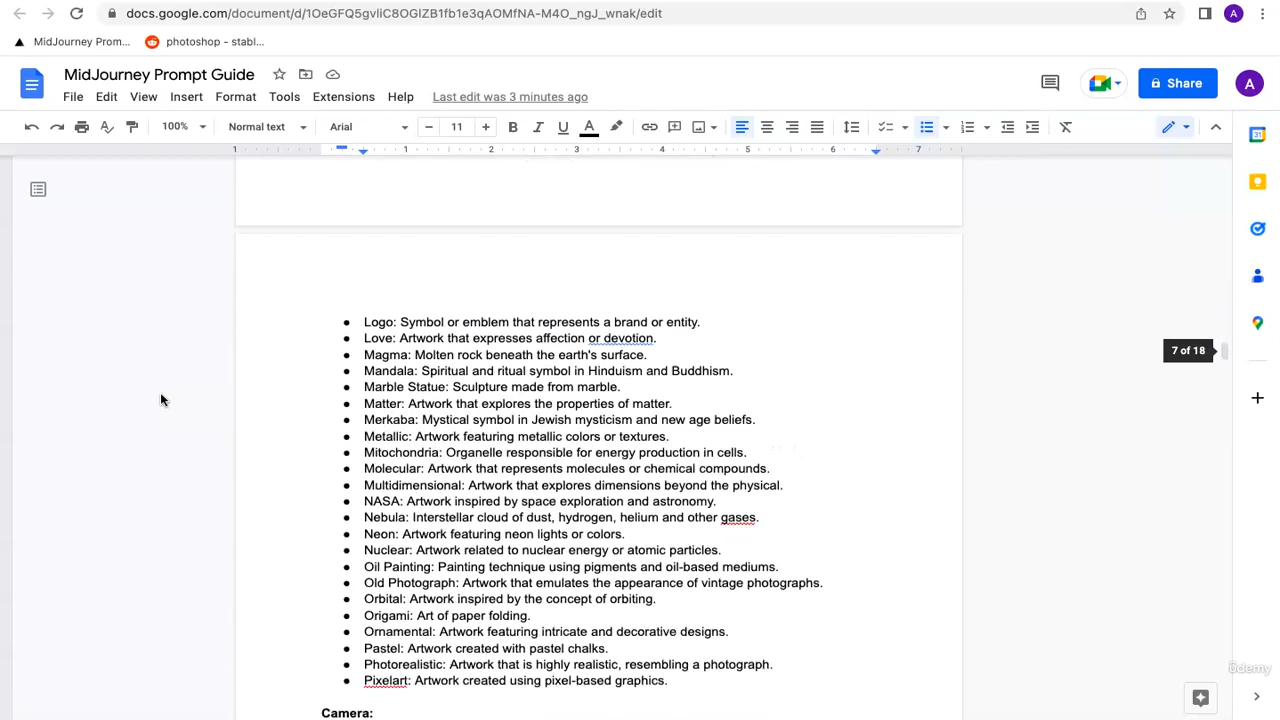 docs.google.com/document/d/1OeGFQ5gvliC8OGlZB1fb1e3qAOMfNA-M4O_ngJ_wnak/edit
A
MidJourney Prom...
photoshop - stabl...
MidJourney Prompt Guide
Share
A
File Edit View Insert Format Tools Extensions Help Last edit was 3 minutes ago
100% Normal text Arial 11 B I U A
1 1 2 3 4 5 6 7
31
Logo: Symbol or emblem that represents a brand or entity.
Love: Artwork that expresses affection or devotion.
Magma: Molten rock beneath the earth's surface.
7 of 18
Mandala: Spiritual and ritual symbol in Hinduism and Buddhism.
Marble Statue: Sculpture made from marble.
Matter: Artwork that explores the properties of matter.
Merkaba: Mystical symbol in Jewish mysticism and new age beliefs.
Metallic: Artwork featuring metallic colors or textures.
Mitochondria: Organelle responsible for energy production in cells.
Molecular: Artwork that represents molecules or chemical compounds.
Multidimensional: Artwork that explores dimensions beyond the physical.
NASA: Artwork inspired by space exploration and astronomy.
Nebula: Interstellar cloud of dust, hydrogen, helium and other gases.
Neon: Artwork featuring neon lights or colors.
Nuclear: Artwork related to nuclear energy or atomic particles.
Oil Painting: Painting technique using pigments and oil-based mediums.
Old Photograph: Artwork that emulates the appearance of vintage photographs.
Orbital: Artwork inspired by the concept of orbiting.
Origami: Art of paper folding.
Ornamental: Artwork featuring intricate and decorative designs.
Pastel: Artwork created with pastel chalks.
Photorealistic: Artwork that is highly realistic, resembling a photograph.
Pixelart: Artwork created using pixel-based graphics.
Camera:
ûdemy